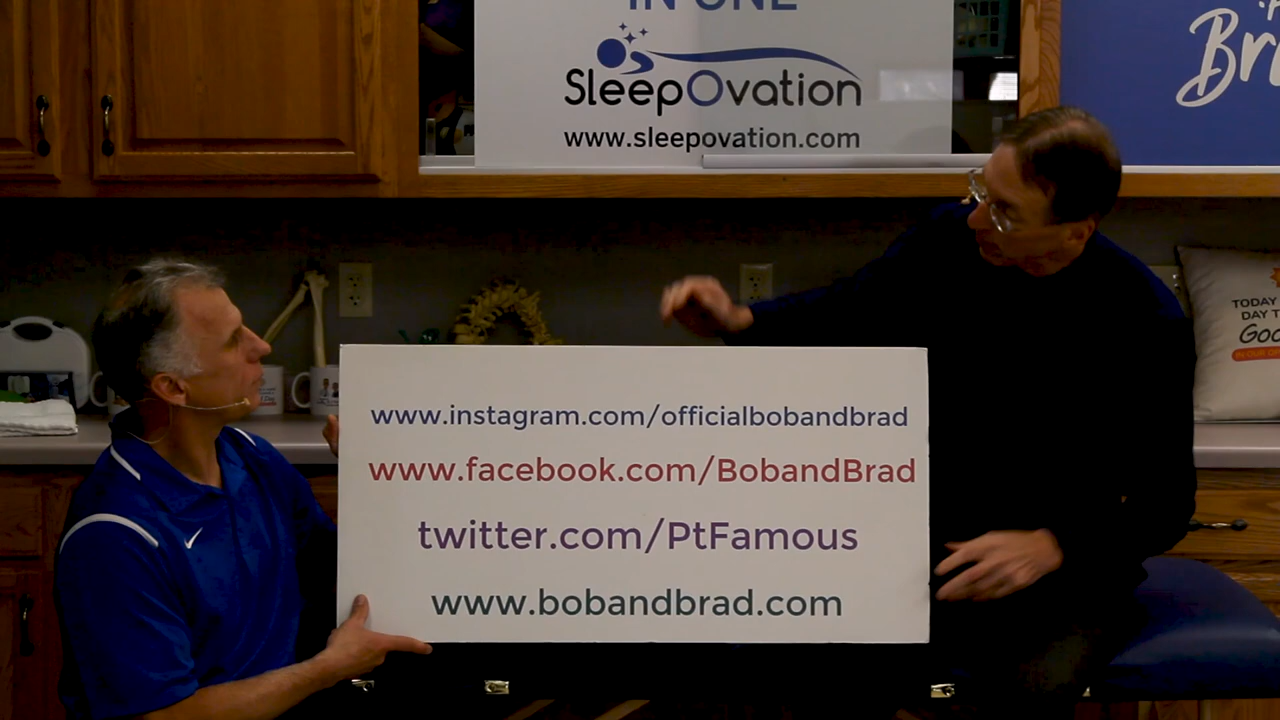 IN ONE
SleepOvation
www.sleepovation.com
TODAY
DAY T
Goo
www.instagram.com/officialbobandbrad
www.facebook.com/BobandBrad
twitter.com/PtFamous
www.bobandbrad.com